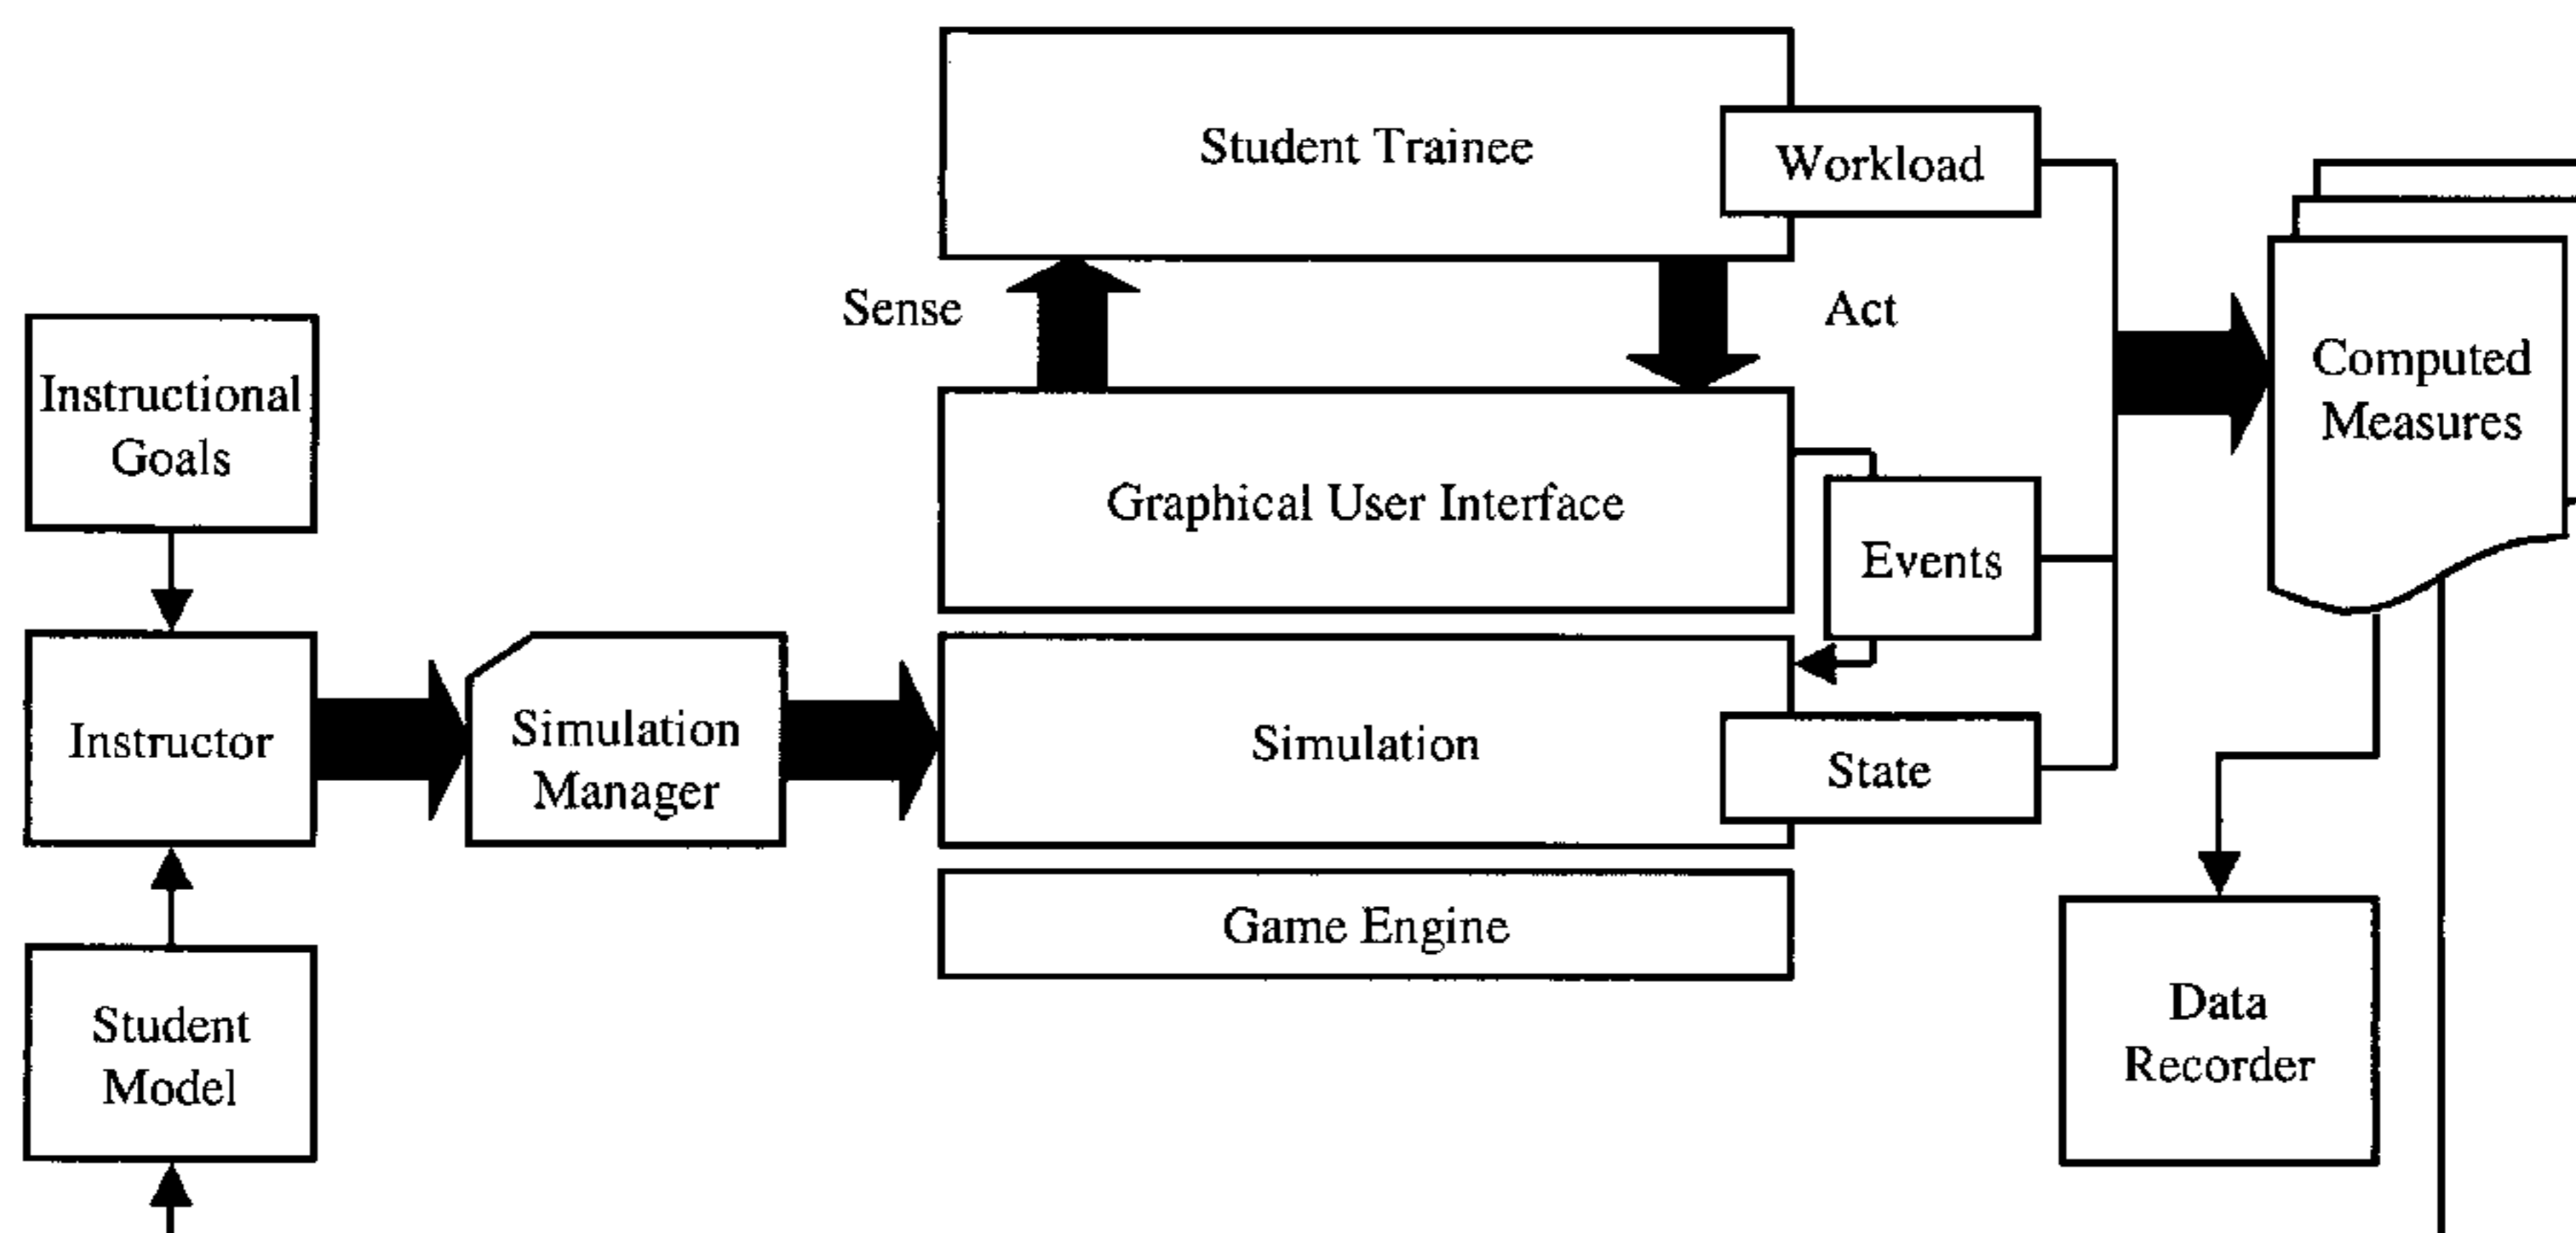 Student Trainee
Workload
Sense
Act
Computed
Measures
Instructional
Goals
Graphical User Interface
Events
Instructor
Simulation
Manager
Simulation
State
Game Engine
Student
Model
Data
Recorder